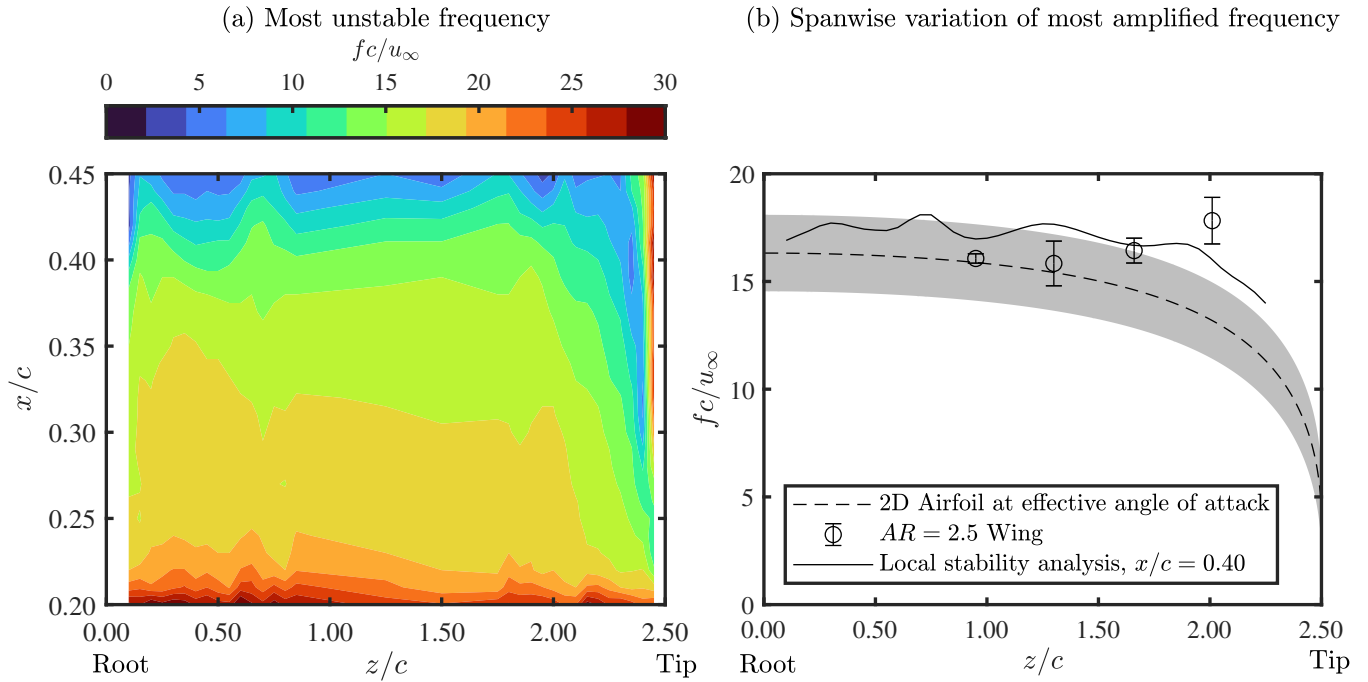 (a) Most unstable frequency
fc/u∞
0 5 10 15 20 25 30
0.45
0.40
0.35
0.30
0.25
0.20
x/c
0.00 0.50 1.00 1.50 2.00 2.50
Root z/c Tip
(b) Spanwise variation of most amplified frequency
20
15
10
5
0
fc/u∞
2D Airfoil at effective angle of attack
AR = 2.5 Wing
Local stability analysis, x/c = 0.40
0.00 0.50 1.00 1.50 2.00 2.50
Root z/c Tip